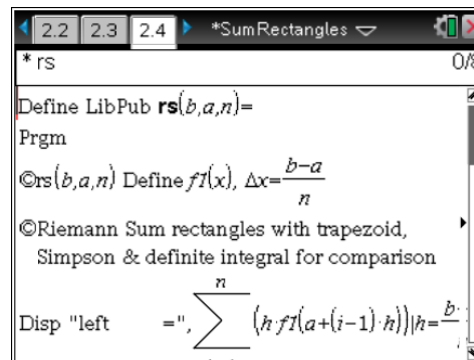 2.2 2.3 2.4 *SumRectangles
* rs 0/8
Define LibPub rs(b,a,n)=
Prgm
©rs(b,a,n) Define f1(x), Δx=(b−a)/n
©Riemann Sum rectangles with trapezoid,
Simpson & definite integral for comparison
n
Disp "left =", ∑(h·f1(a+(i−1)·h))|h=b